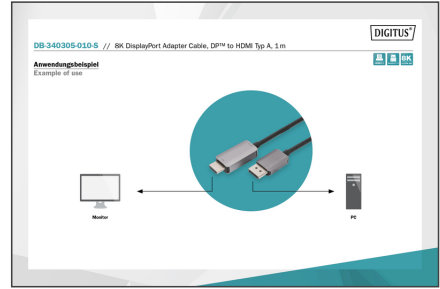 DIGITUS®
DB-340305-010-S // 8K DisplayPort Adapter Cable, DP™ to HDMI Typ A, 1 m
8K
Anwendungsbeispiel
Example of use
Monitor
PC